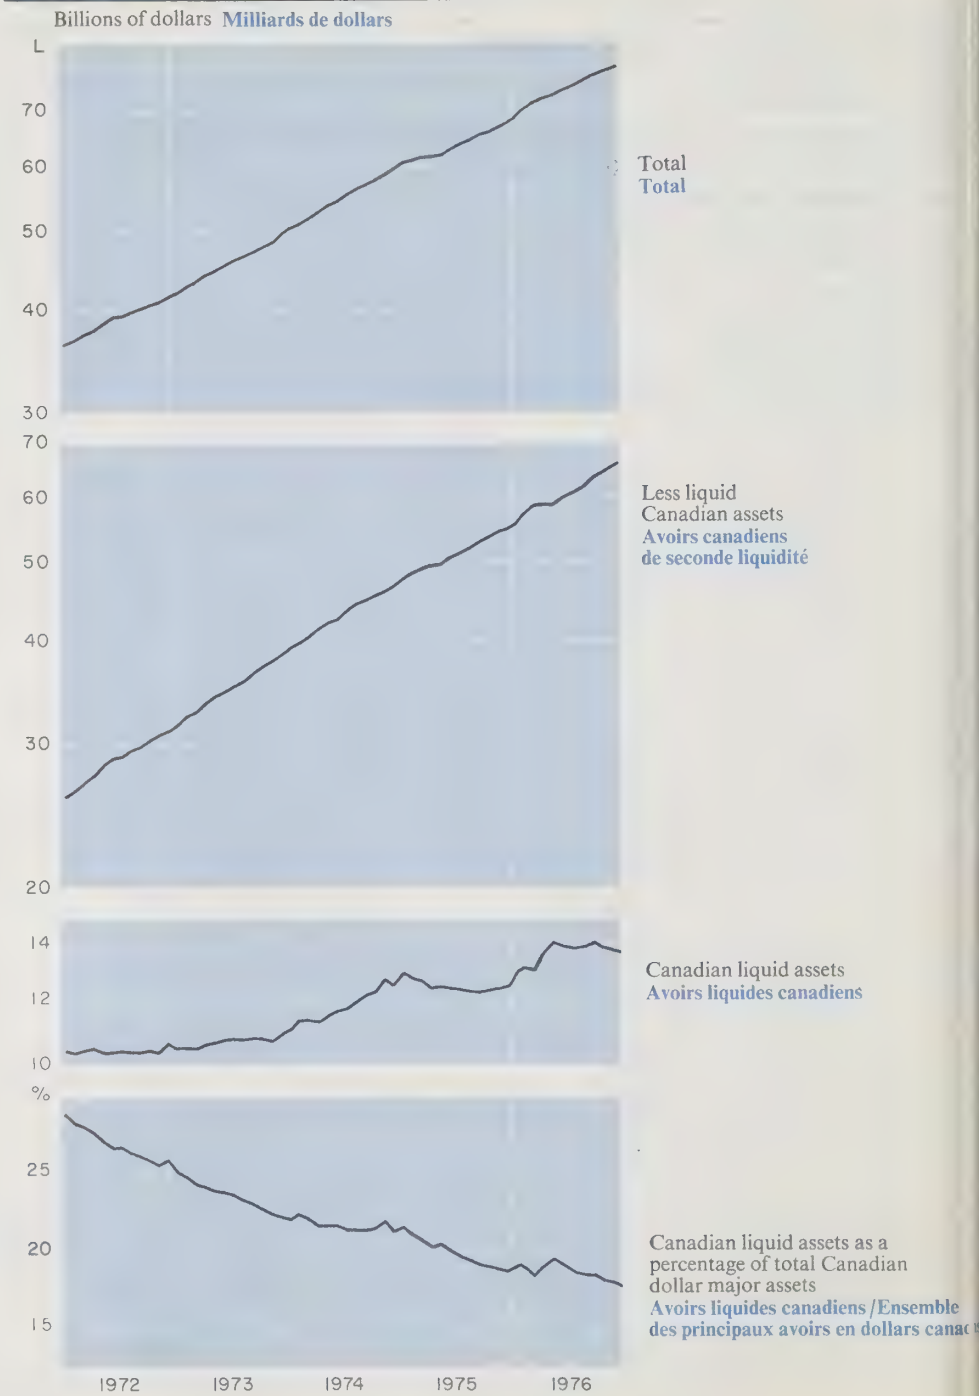 Billions of dollars Milliards de dollars
L
70
60
50
40
30
Total
Total
70
60
50
40
30
20
Less liquid
Canadian assets
Avoirs canadiens
de seconde liquidité
14
12
10
Canadian liquid assets
Avoirs liquides canadiens
%
25
20
15
Canadian liquid assets as a
percentage of total Canadian
dollar major assets
Avoirs liquides canadiens/Ensemble
des principaux avoirs en dollars
1972 1973 1974 1975 1976